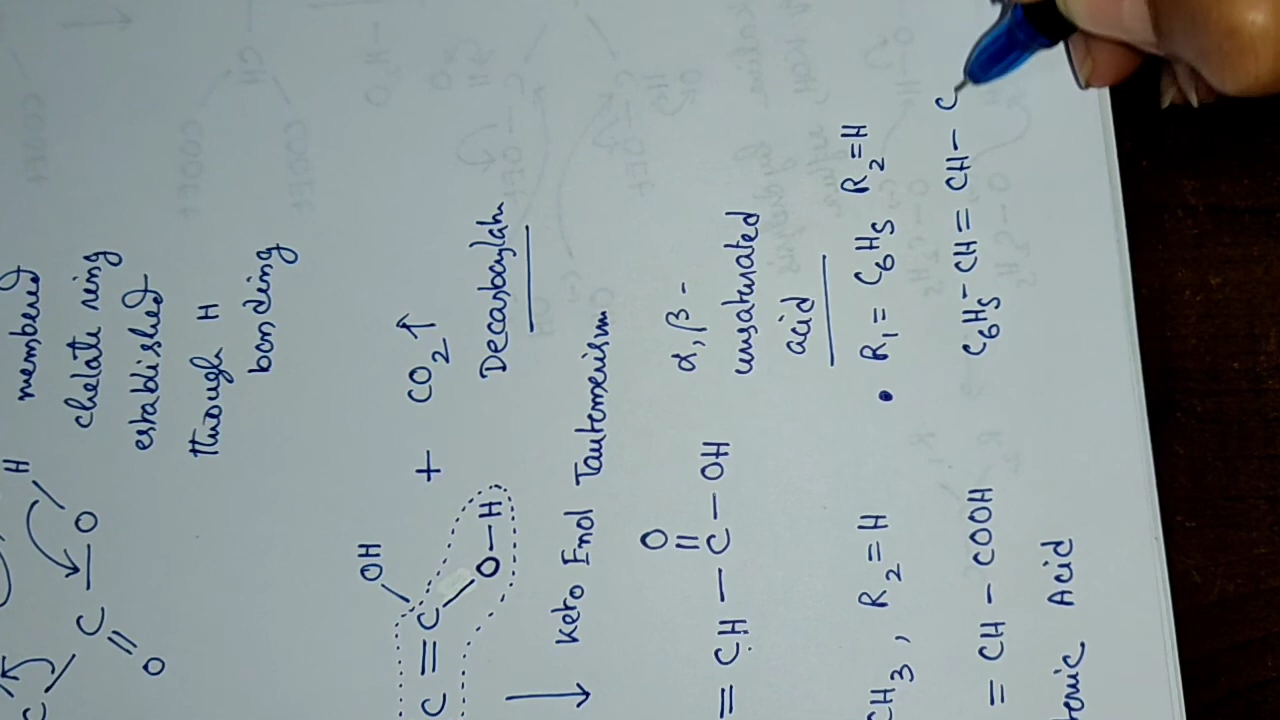 H membered
chelate ring
established
through H
bonding
C
C — O
O
OH
C = C + CO2↑
O—H
Decarboxylatn
Keto Enol Tautomerism
O
= CH — C — OH
α, β -
unsaturated
acid
CH3, R2 = H
• R1 = C6H5 R2 = H
= CH — COOH
C6H5 - CH = CH — C
Acid